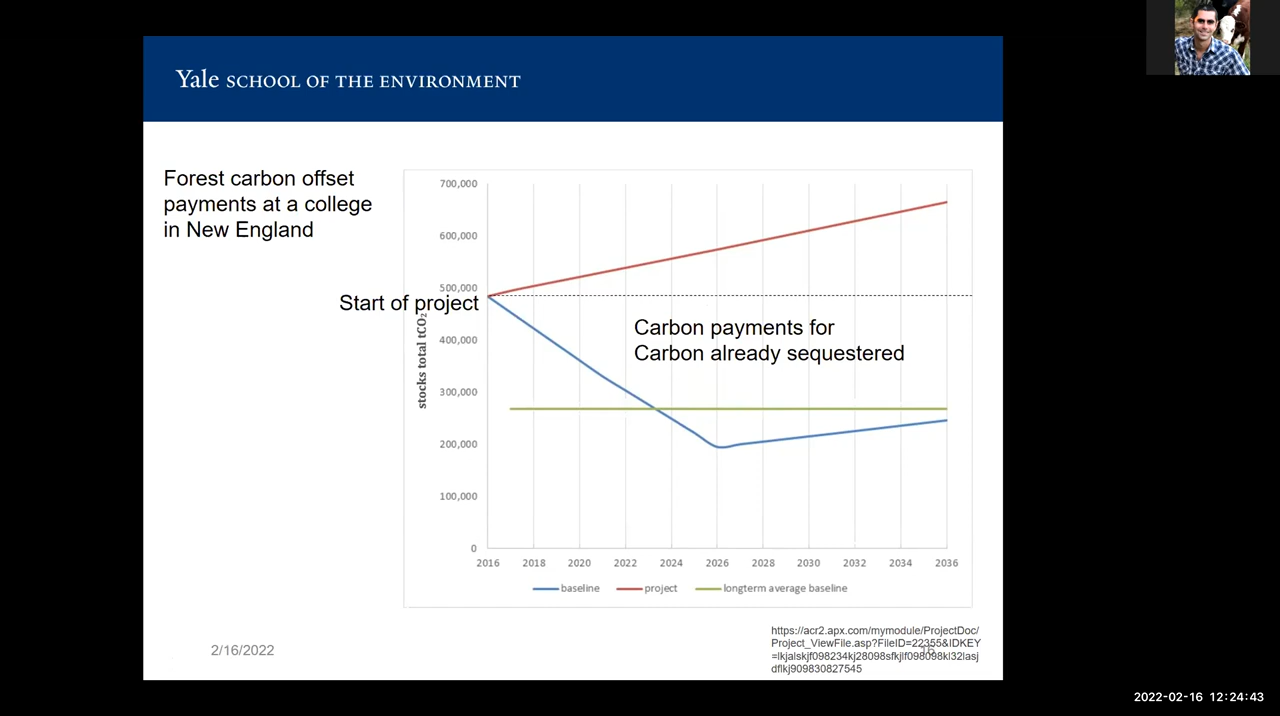 Yale SCHOOL OF THE ENVIRONMENT
Forest carbon offset
payments at a college
in New England
Start of project
stocks total tCO₂
700,000
600,000
500,000
400,000
300,000
200,000
100,000
0
Carbon payments for
Carbon already sequestered
2016 2018 2020 2022 2024 2026 2028 2030 2032 2034 2036
baseline project longterm average baseline
2/16/2022
https://acr2.apx.com/mymodule/ProjectDoc/
Project_ViewFile.asp?FileID=22355&IDKEY
=lkjalskjf098234kj28098sfkjlf098098kl32lasj
dflkj909830827545
2022-02-16 12:24:43